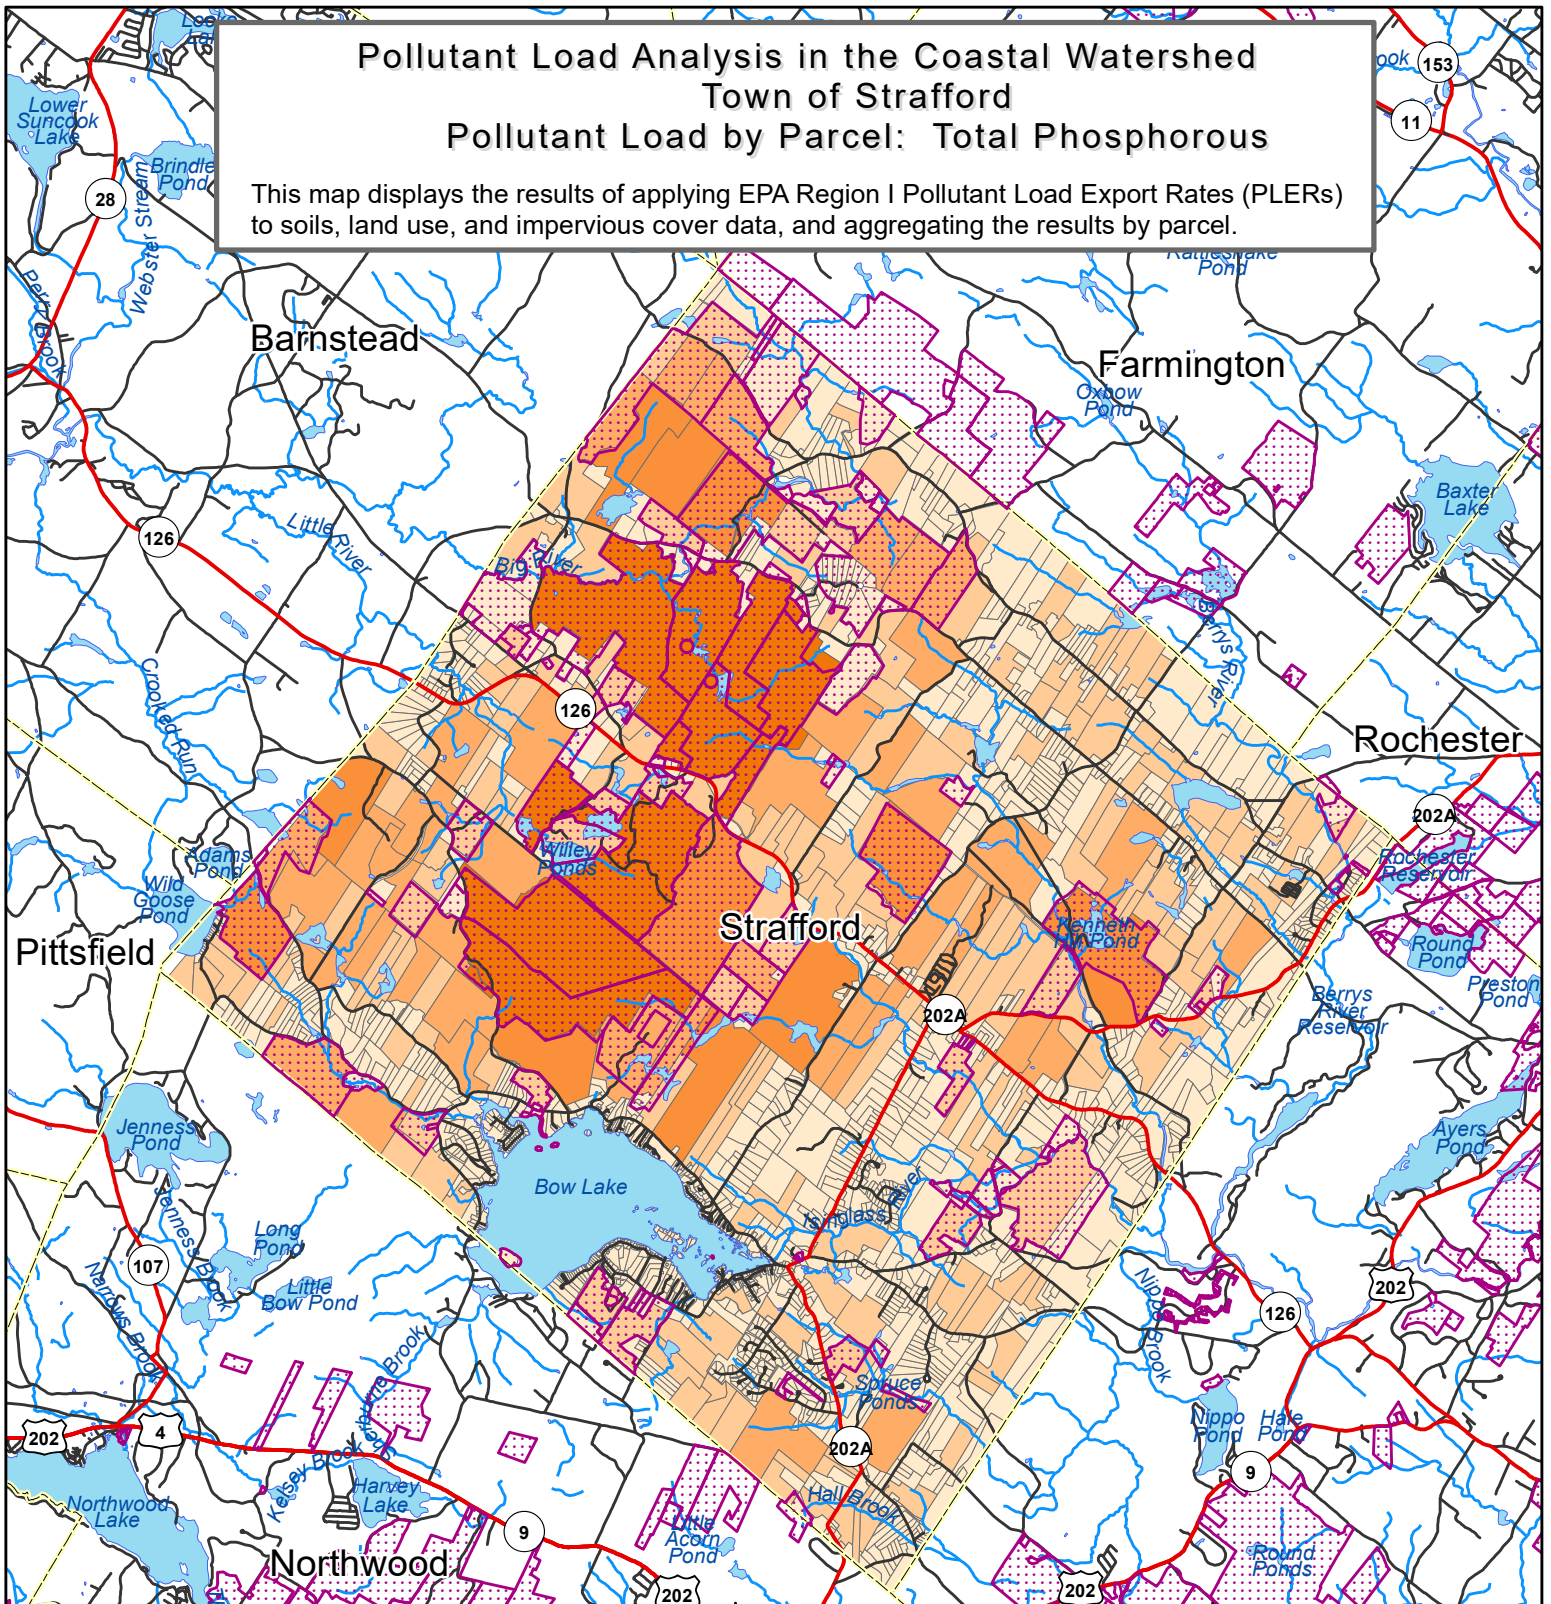 Pollutant Load Analysis in the Coastal Watershed
Town of Strafford
Pollutant Load by Parcel: Total Phosphorous
This map displays the results of applying EPA Region I Pollutant Load Export Rates (PLERs)
to soils, land use, and impervious cover data, and aggregating the results by parcel.
153
11
Lower
Suncook
Lake
Brindle
Pond
28
Webster Stream
Perry Brook
Pond
Barnstead
Farmington
Oxbow
Pond
Baxter
Lake
126
Little River
Big River
Berrys River
Crooked Run
126
Rochester
202A
Adams
Pond
Willey
Ponds
Rochester
Reservoir
Wild
Goose
Pond
Strafford
Kenneth
Hill Pond
Pittsfield
Round
Pond
Preston
Pond
202A
Berrys
River
Reservoir
Jenness
Pond
Ayers
Pond
Bow Lake
Isinglass River
Jenness Brook
Long
Pond
107
Little
Bow Pond
Narrows Brook
Nippo Brook
202
126
Spruce
Ponds
Nippo
Pond
Hale
Pond
202
4
202A
9
Kelsey Brook
Harvey
Lake
Hall Brook
Northwood
Lake
9
Little
Acorn
Pond
Northwood
Round
Ponds
202
202